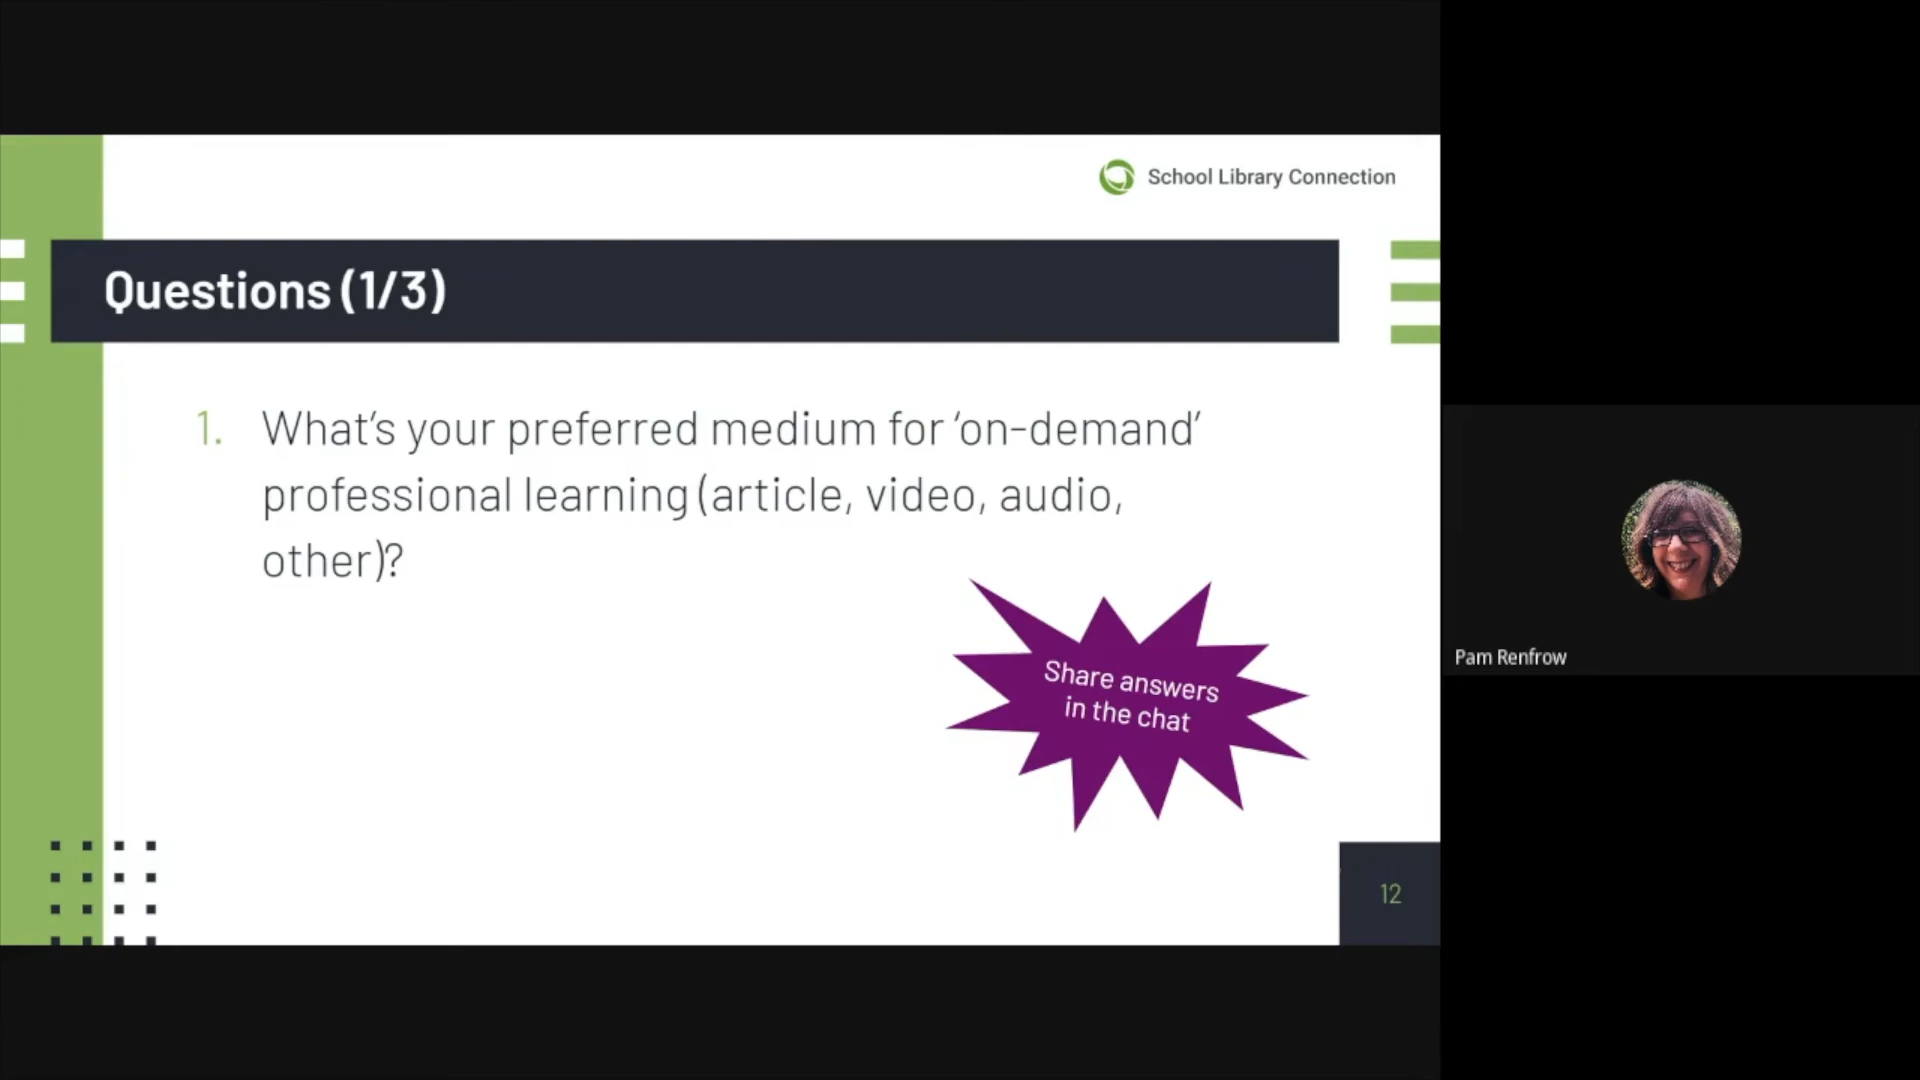 School Library Connection
Questions (1/3)
1. What's your preferred medium for ‘on-demand’
professional learning (article, video, audio,
other)?
Share answers
in the chat
12
Pam Renfrow